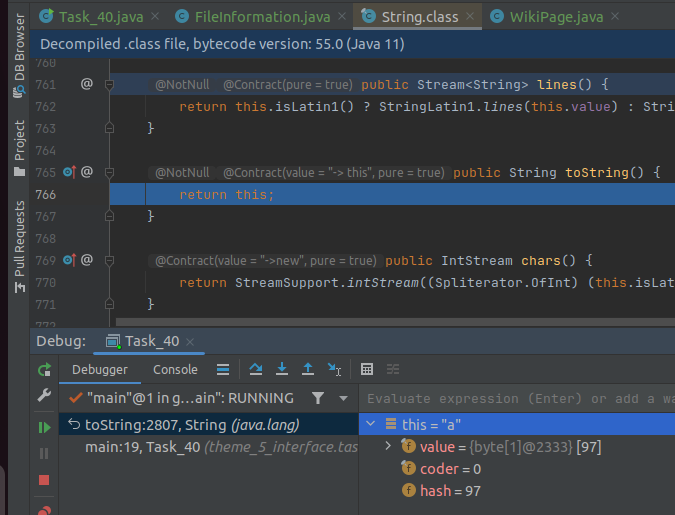 Task_40.java × FileInformation.java × String.class × WikiPage.java ×
Decompiled .class file, bytecode version: 55.0 (Java 11)
DB Browser
Project
Pull Requests
760
761 @ @NotNull @Contract(pure = true) public Stream<String> lines() {
762 return this.isLatin1() ? StringLatin1.lines(this.value) : Stri
763 }
764
765 @ @NotNull @Contract(value = "-> this", pure = true) public String toString() {
766 return this;
767 }
768
769 @ @Contract(value = "->new", pure = true) public IntStream chars() {
770 return StreamSupport.intStream((Spliterator.OfInt) (this.isLat
771 }
772
Debug: Task_40 ×
Debugger Console
"main"@1 in g...ain": RUNNING
Evaluate expression (Enter) or add a wa
toString:2807, String (java.lang)
main:19, Task_40 (theme_5_interface.tas
this = "a"
value = {byte[1]@2333} [97]
coder = 0
hash = 97